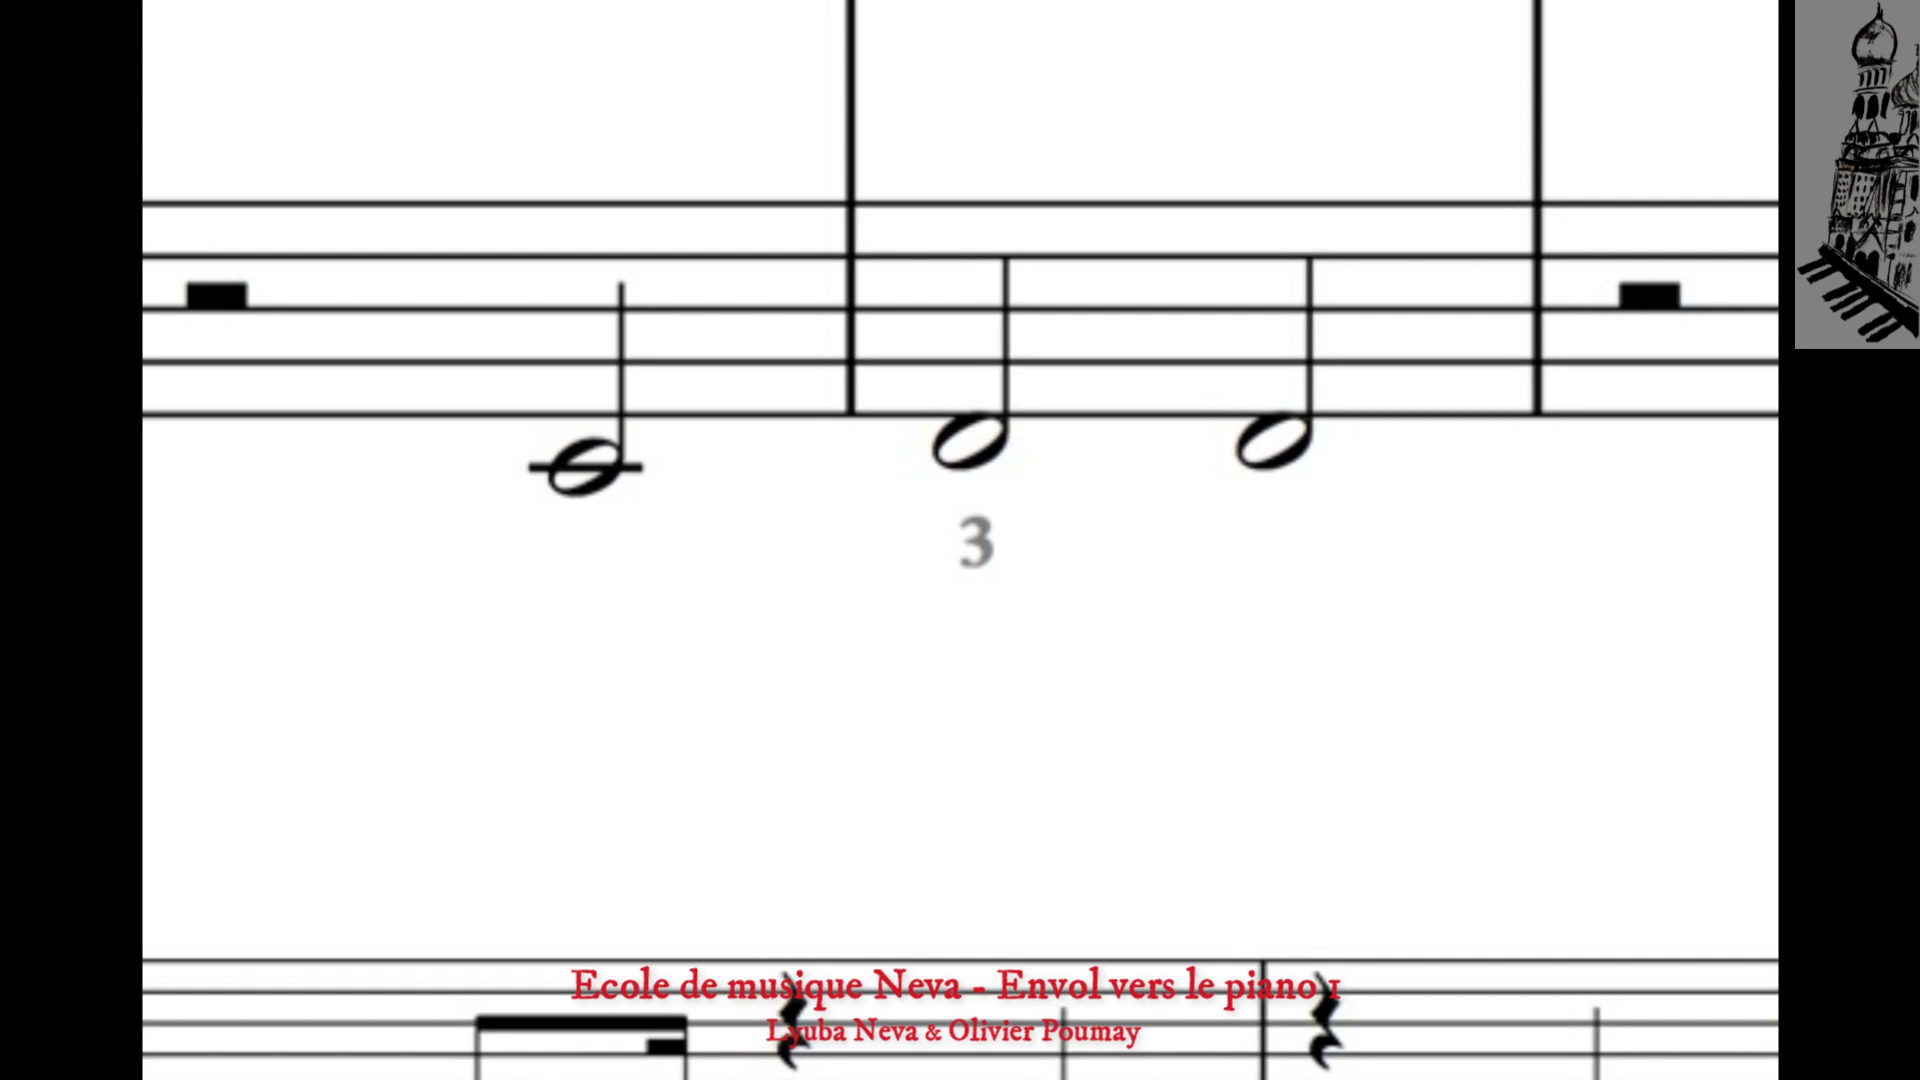 3
Ecole de musique Neva - Envol vers le piano 1
Lyuba Neva & Olivier Poumay